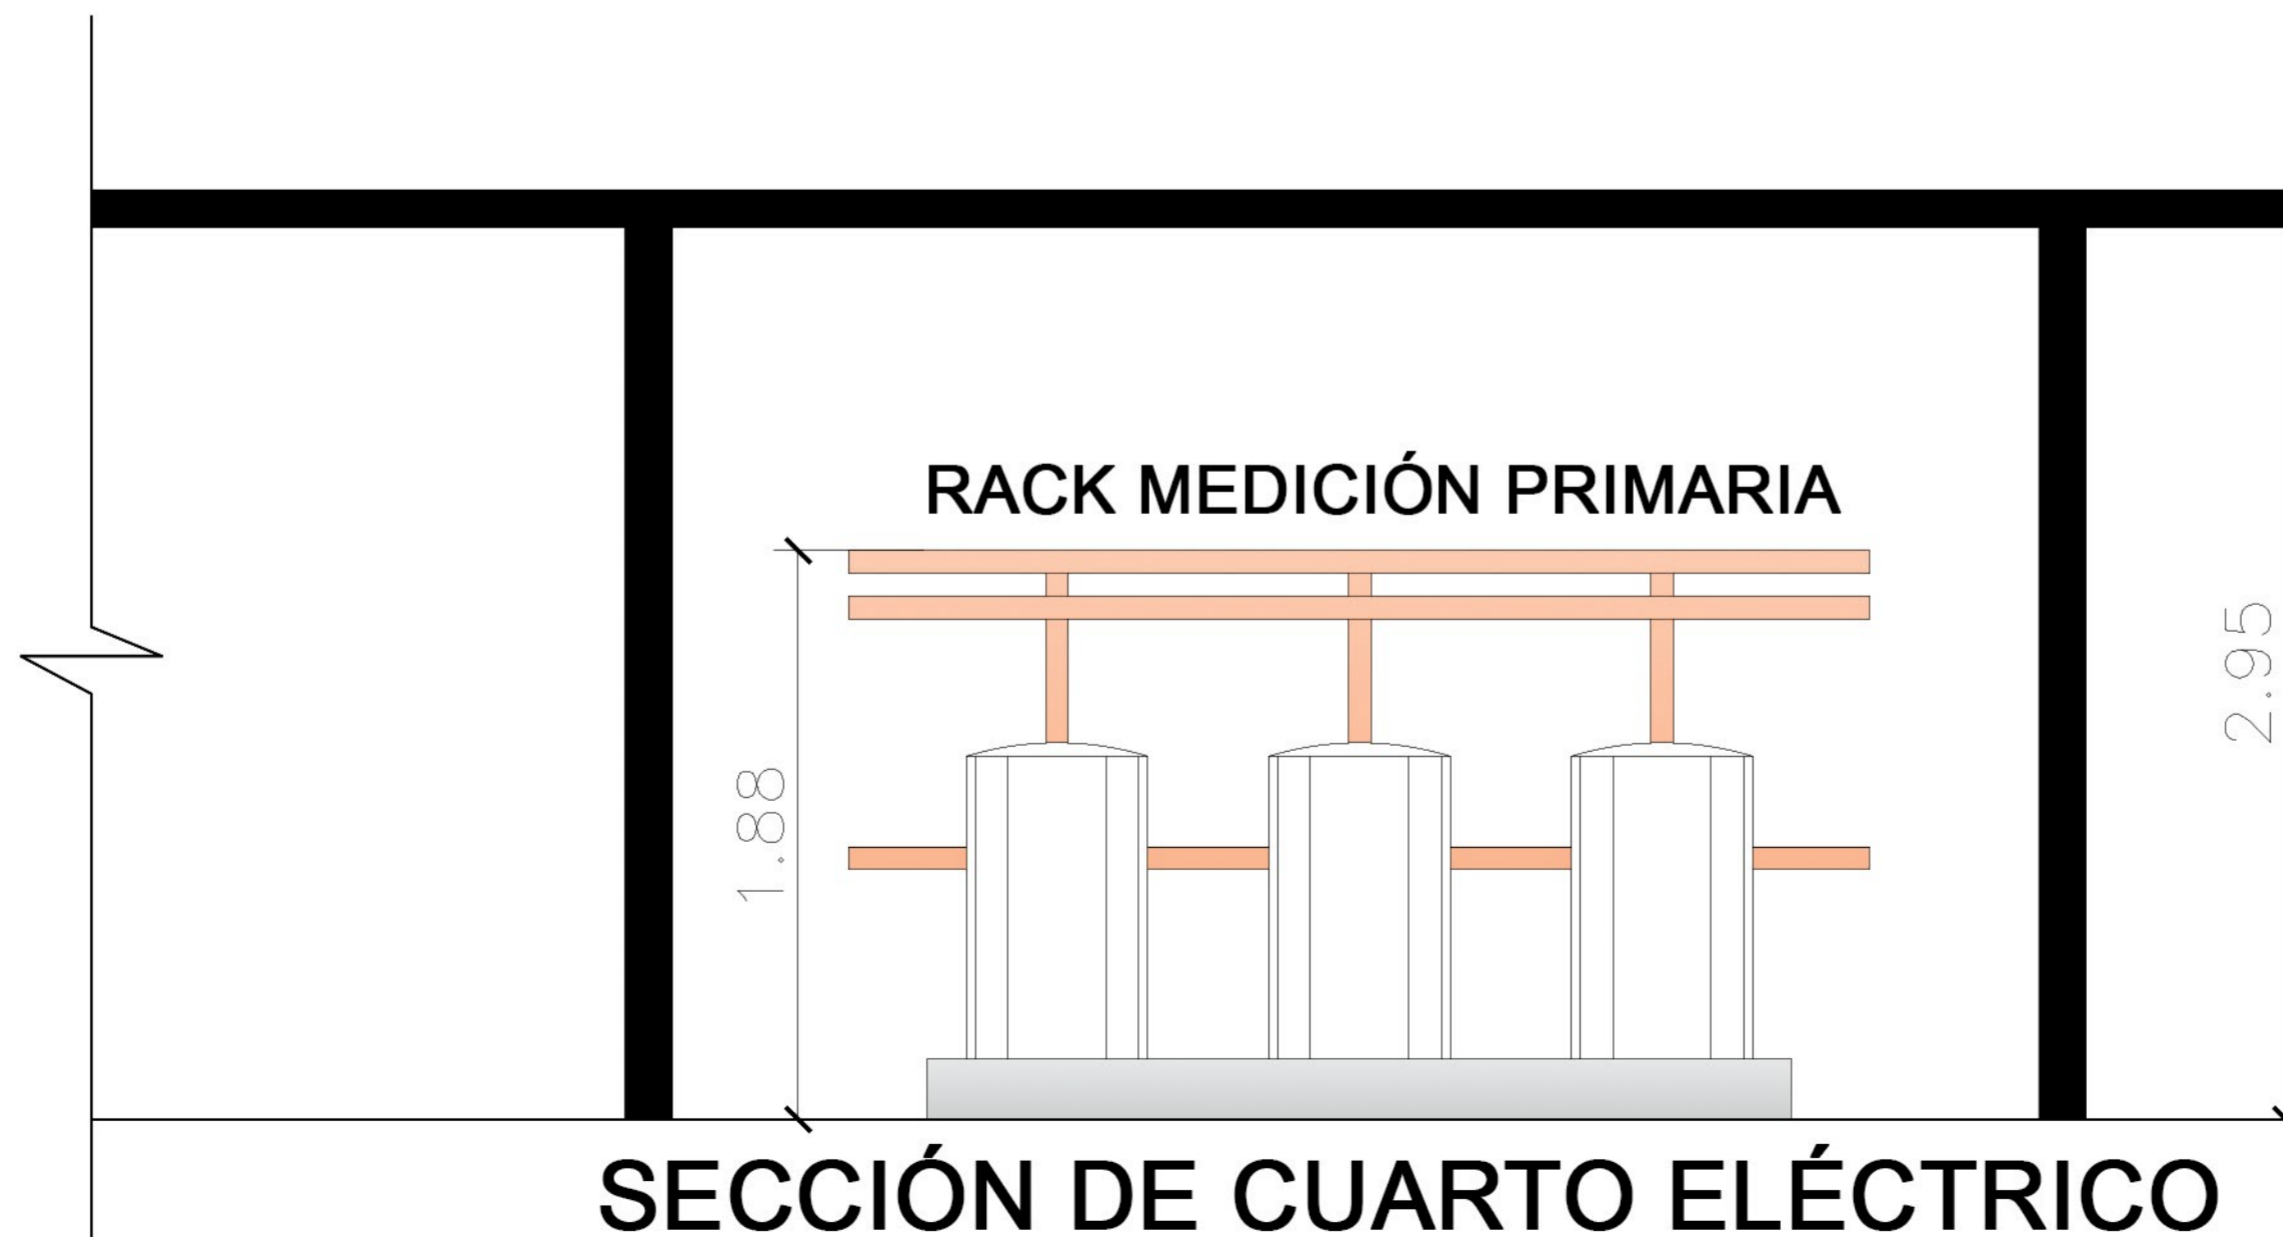 RACK MEDICIÓN PRIMARIA
2.95
1.88
SECCIÓN DE CUARTO ELÉCTRICO